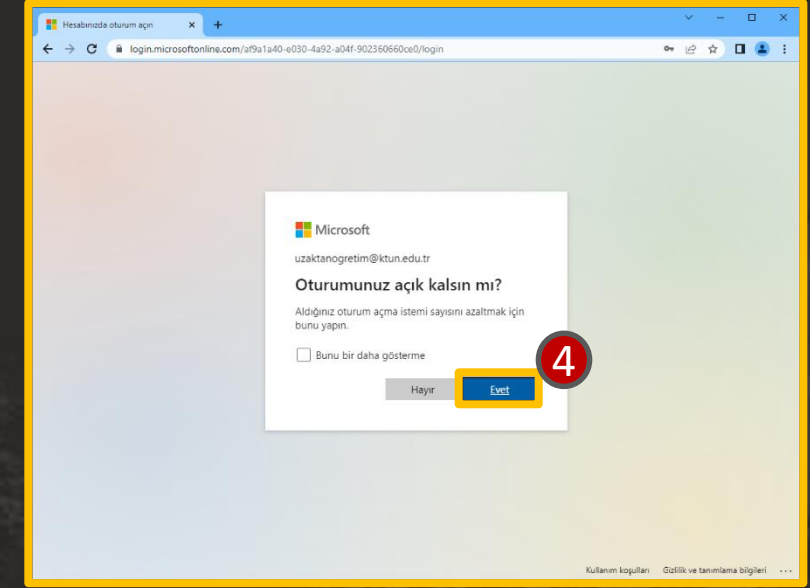 Hesabınızda oturum açın
login.microsoftonline.com/af9a1a40-e030-4a92-a04f-902360660ce0/login
Microsoft
uzaktanogretim@ktun.edu.tr
Oturumunuz açık kalsın mı?
Aldığınız oturum açma istemi sayısını azaltmak için
bunu yapın.
Bunu bir daha gösterme
4
Hayır Evet
Kullanım koşulları Gizlilik ve tanımlama bilgileri ...